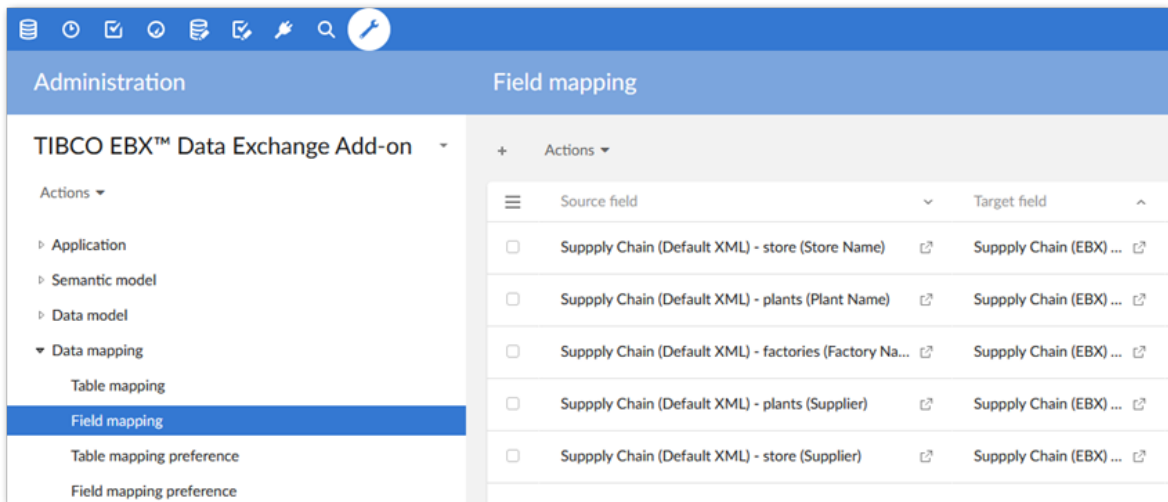 Administration
Field mapping
TIBCO EBX™ Data Exchange Add-on
Actions
Application
Semantic model
Data model
Data mapping
Table mapping
Field mapping
Table mapping preference
Field mapping preference
+ Actions
Source field Target field
Suppply Chain (Default XML) - store (Store Name) Suppply Chain (EBX) ...
Suppply Chain (Default XML) - plants (Plant Name) Suppply Chain (EBX) ...
Suppply Chain (Default XML) - factories (Factory Na... Suppply Chain (EBX) ...
Suppply Chain (Default XML) - plants (Supplier) Suppply Chain (EBX) ...
Suppply Chain (Default XML) - store (Supplier) Suppply Chain (EBX) ...